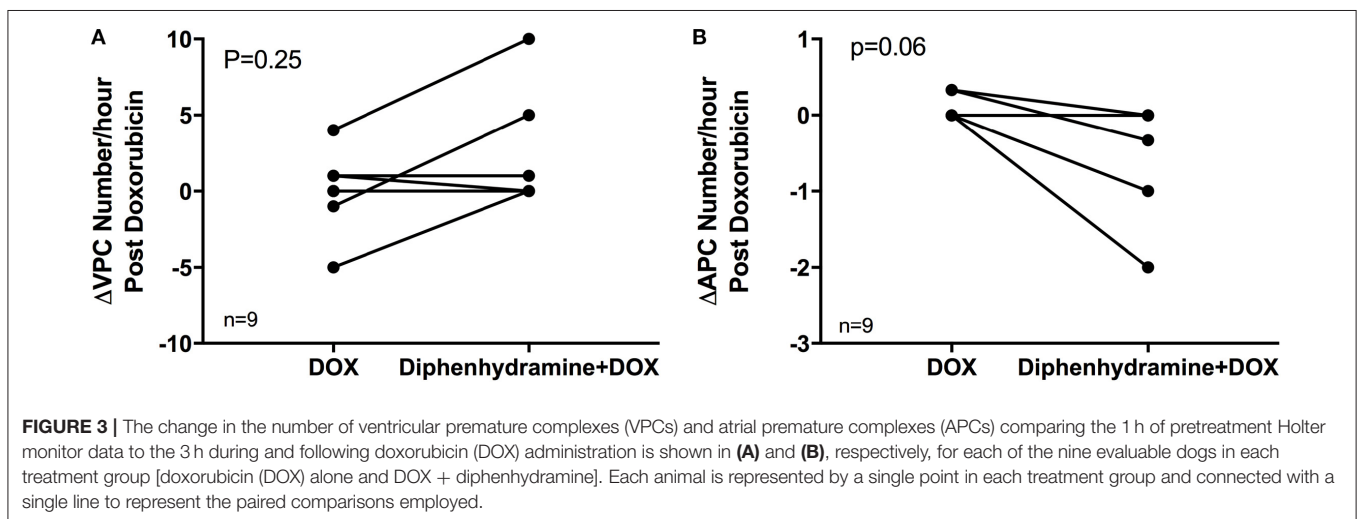 A
B
10
5
0
-5
-10
P=0.25
n=9
ΔVPC Number/hour
Post Doxorubicin
DOX
Diphenhydramine+DOX
1
0
-1
-2
-3
p=0.06
n=9
ΔAPC Number/hour
Post Doxorubicin
DOX
Diphenhydramine+DOX
FIGURE 3 | The change in the number of ventricular premature complexes (VPCs) and atrial premature complexes (APCs) comparing the 1 h of pretreatment Holter
monitor data to the 3 h during and following doxorubicin (DOX) administration is shown in (A) and (B), respectively, for each of the nine evaluable dogs in each
treatment group [doxorubicin (DOX) alone and DOX + diphenhydramine]. Each animal is represented by a single point in each treatment group and connected with a
single line to represent the paired comparisons employed.